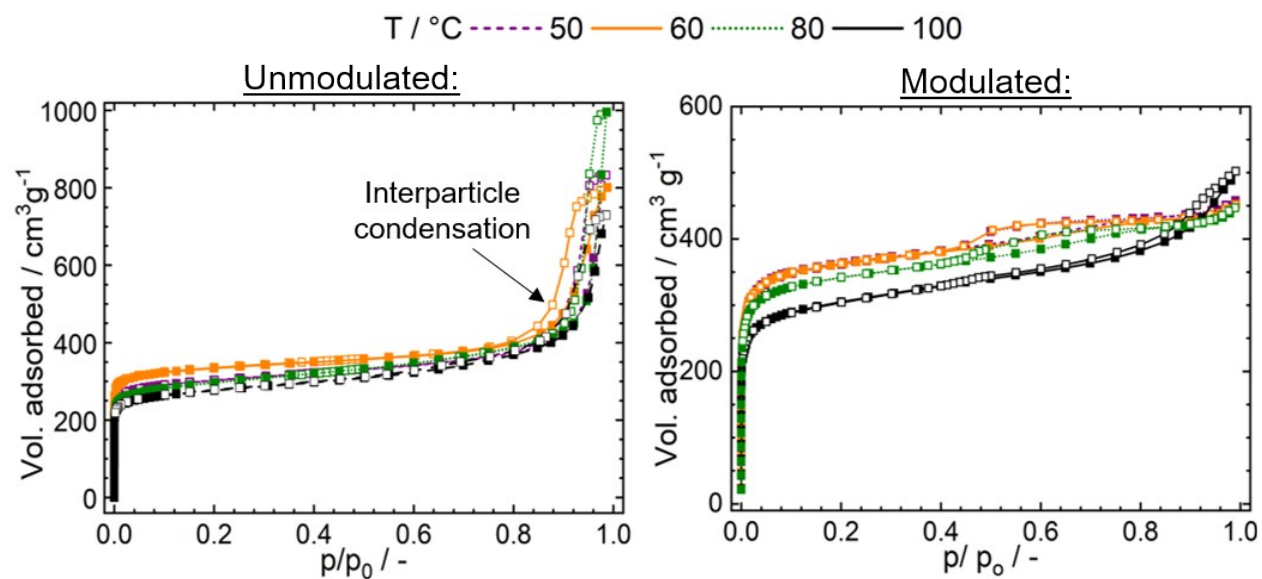 T / °C 50 60 80 100
Unmodulated:
Modulated:
Vol. adsorbed / cm³g⁻¹
1000
800
600
400
200
0
Interparticle
condensation
0.0 0.2 0.4 0.6 0.8 1.0
p/p₀ / -
Vol. adsorbed / cm³ g⁻¹
600
400
200
0
0.0 0.2 0.4 0.6 0.8 1.0
p/ pₒ / -